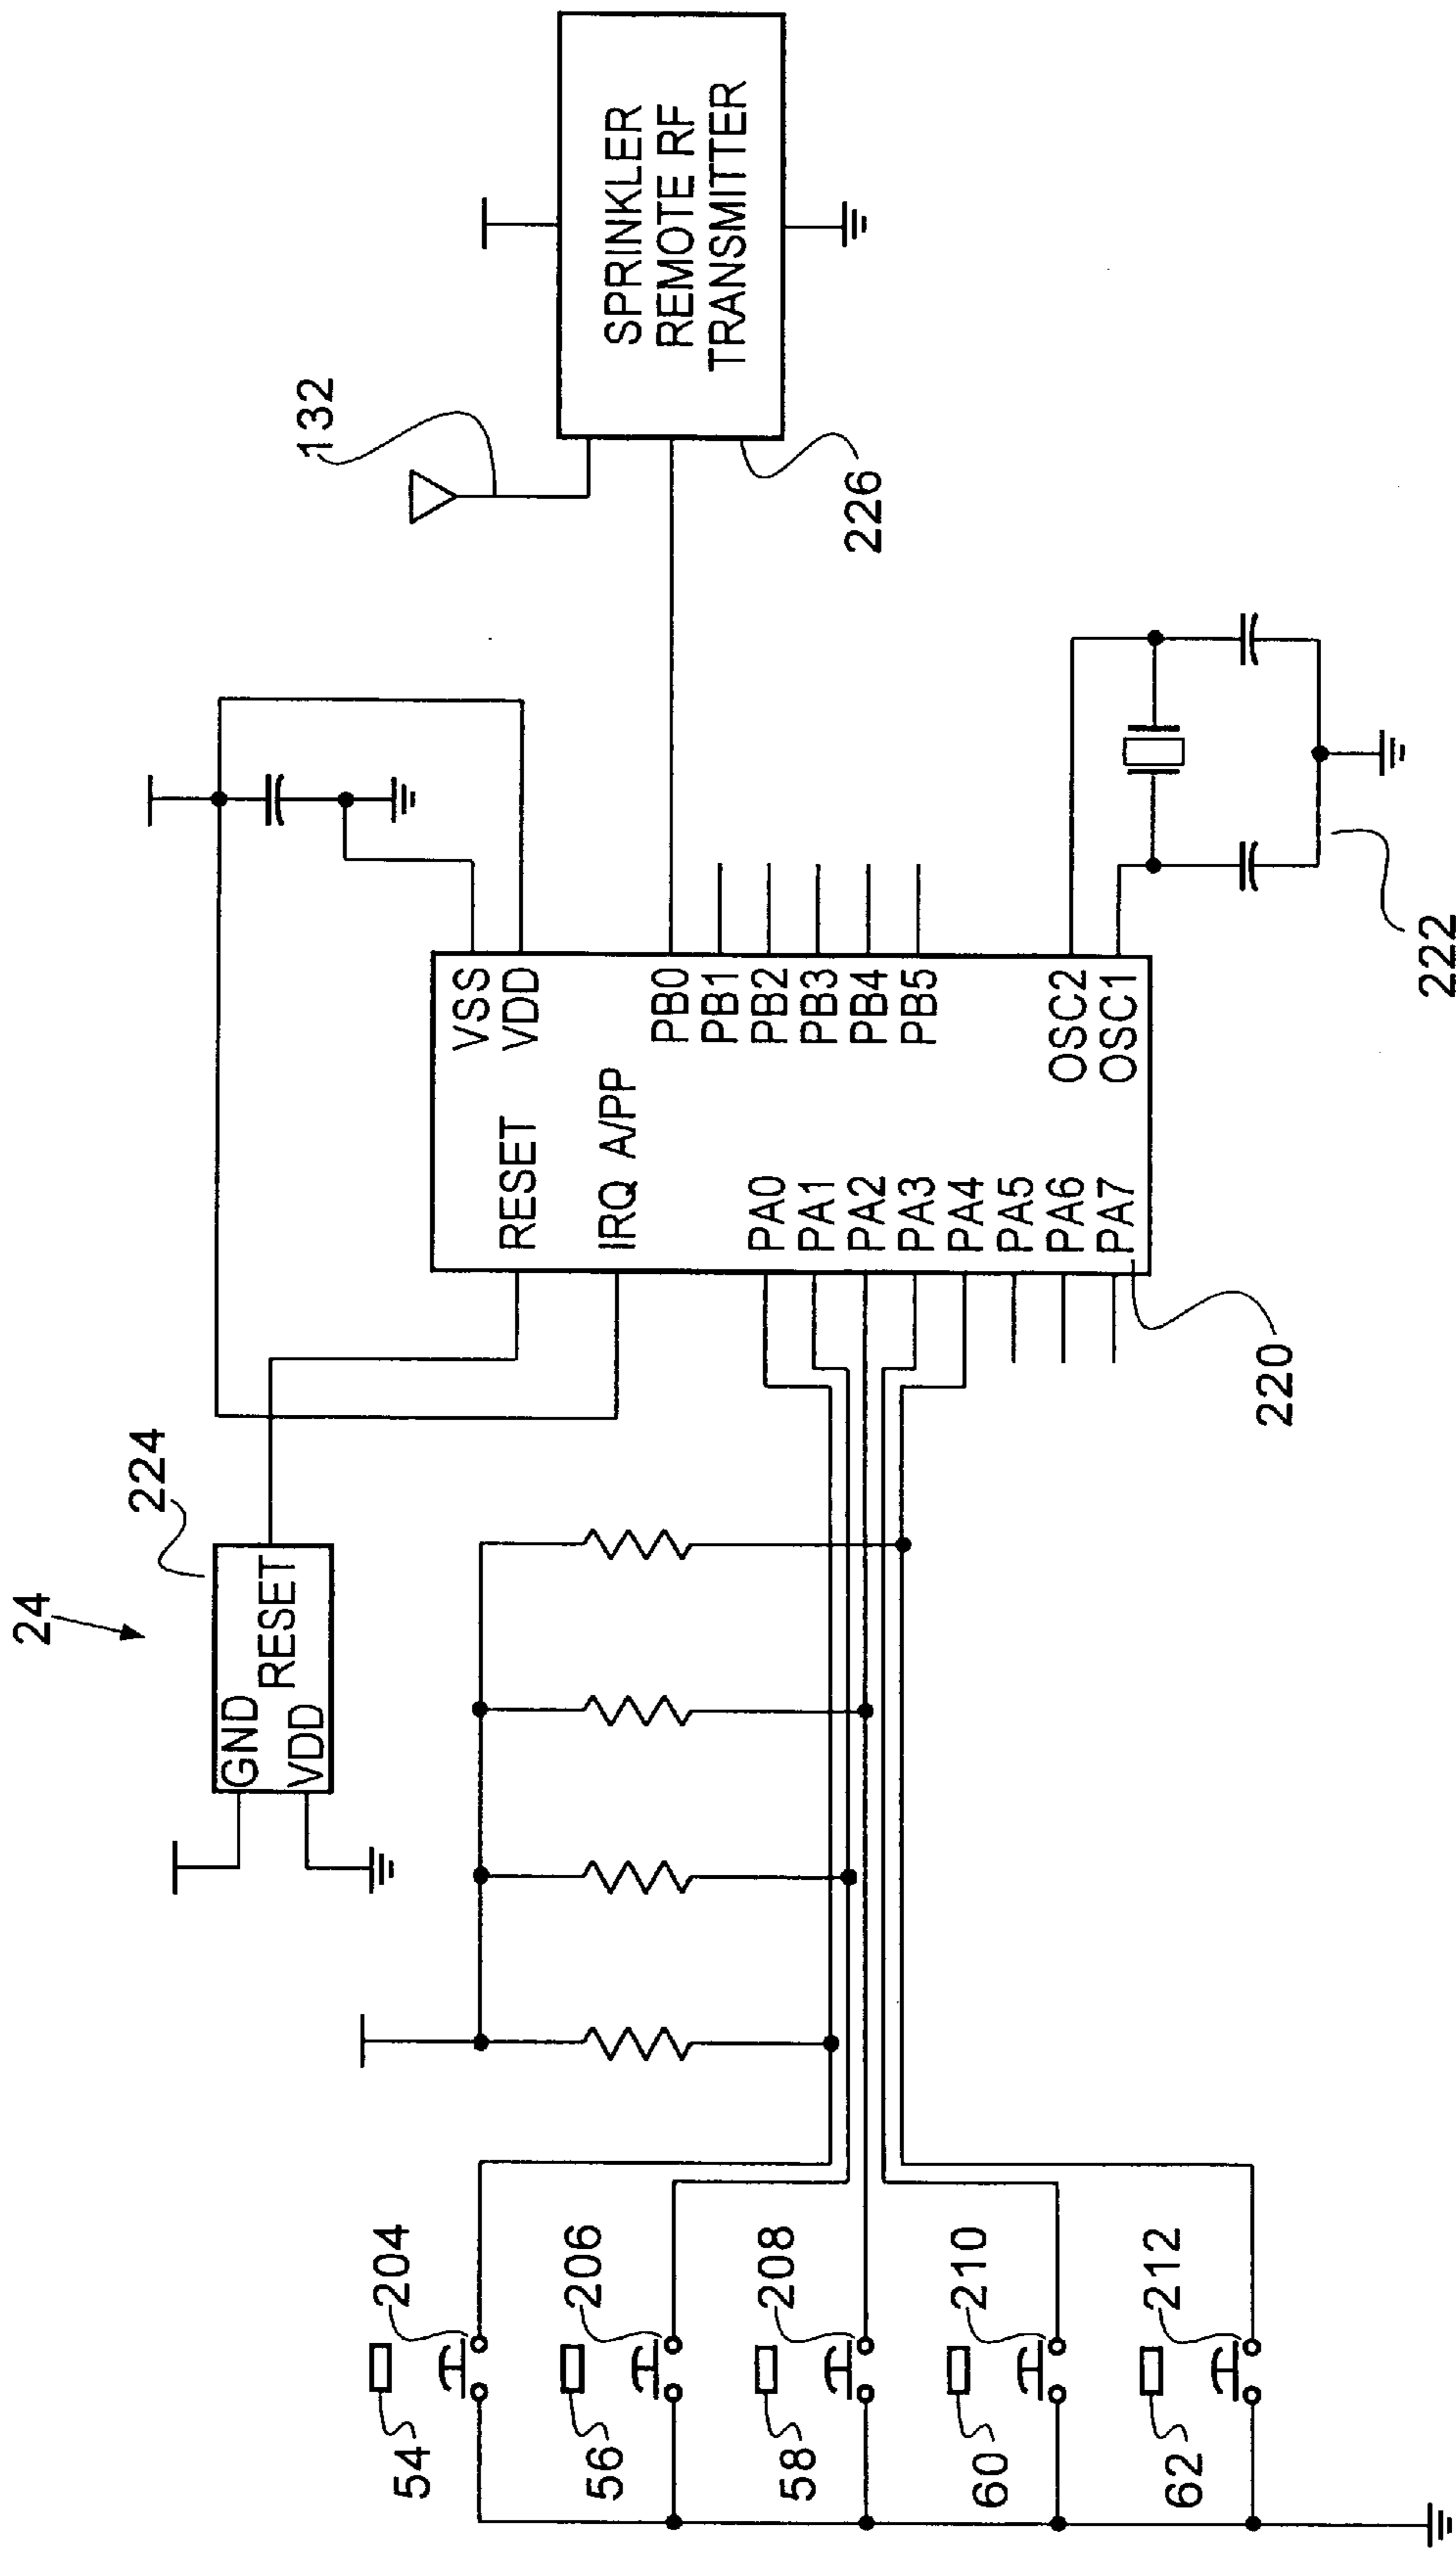 24
224
GND
RESET
VDD
132
SPRINKLER
REMOTE RF
TRANSMITTER
226
RESET
IRQ A/PP
PA0
PA1
PA2
PA3
PA4
PA5
PA6
PA7
VSS
VDD
PB0
PB1
PB2
PB3
PB4
PB5
OSC2
OSC1
220
222
54
204
56
206
58
208
60
210
62
212